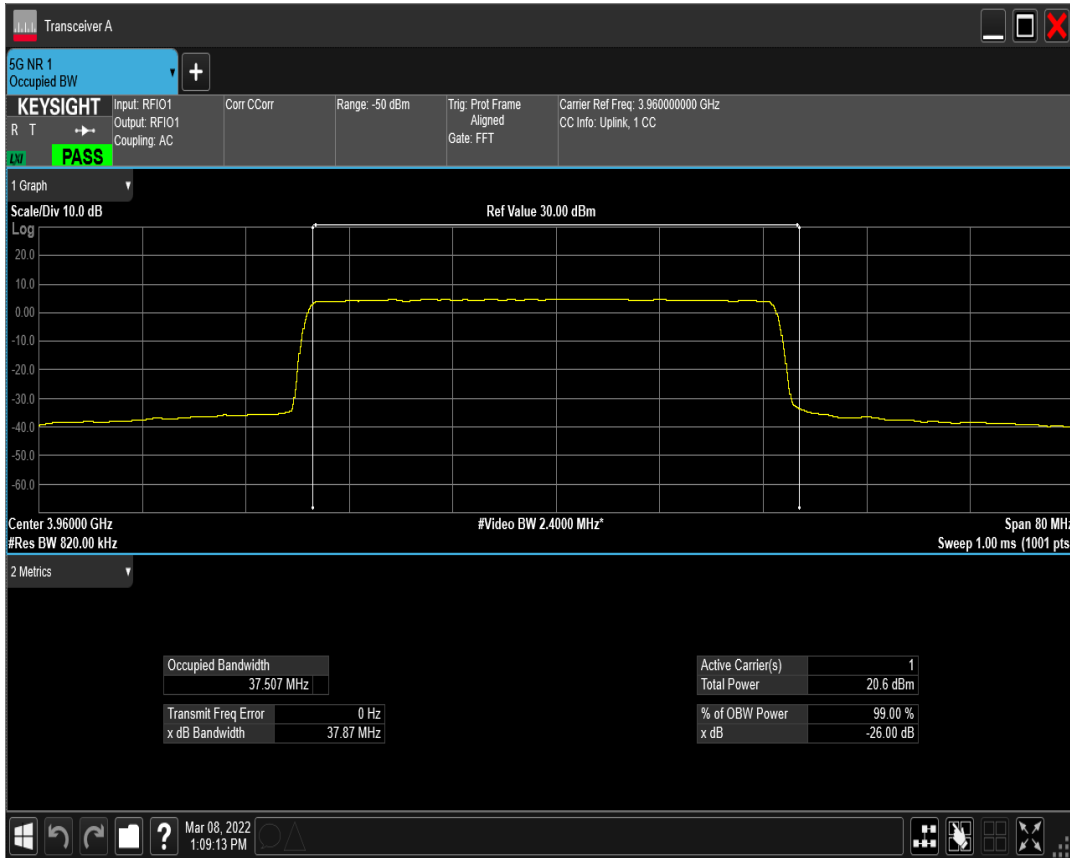 Transceiver A
5G NR 1
Occupied BW
+
KEYSIGHT
R T
LXI PASS
Input: RFIO1
Output: RFIO1
Coupling: AC
Corr CCorr
Range: -50 dBm
Trig: Prot Frame
Aligned
Gate: FFT
Carrier Ref Freq: 3.960000000 GHz
CC Info: Uplink, 1 CC
1 Graph
Scale/Div 10.0 dB
Ref Value 30.00 dBm
Log
20.0
10.0
0.00
-10.0
-20.0
-30.0
-40.0
-50.0
-60.0
Center 3.96000 GHz
#Video BW 2.4000 MHz*
Span 80 MHz
#Res BW 820.00 kHz
Sweep 1.00 ms (1001 pts
2 Metrics
Occupied Bandwidth
37.507 MHz
Transmit Freq Error 0 Hz
x dB Bandwidth 37.87 MHz
Active Carrier(s) 1
Total Power 20.6 dBm
% of OBW Power 99.00 %
x dB -26.00 dB
?
Mar 08, 2022
1:09:13 PM